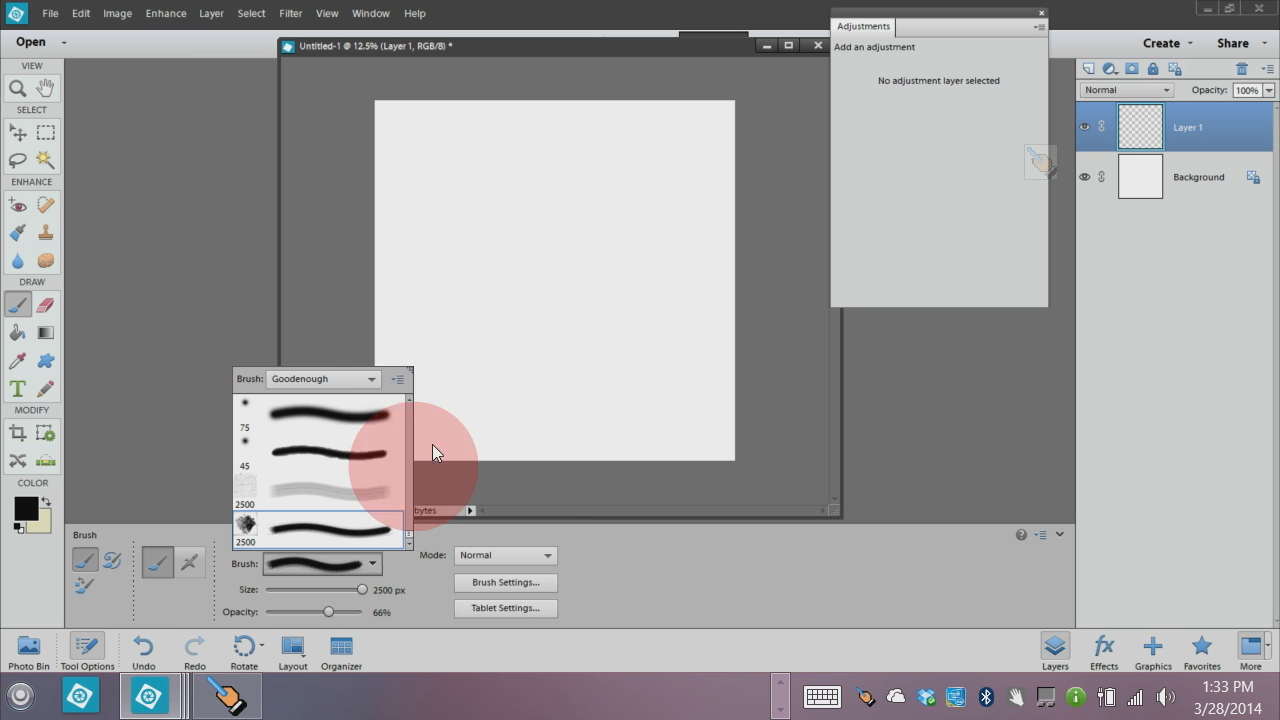 File Edit Image Enhance Layer Select Filter View Window Help
Open
Create Share
Untitled-1 @ 12.5% (Layer 1, RGB/8) *
Adjustments
Add an adjustment
No adjustment layer selected
Normal Opacity: 100%
Layer 1
Background
VIEW
SELECT
ENHANCE
DRAW
MODIFY
COLOR
Brush: Goodenough
75
45
2500
2500
bytes
Brush
Brush:
Size: 2500 px
Opacity: 66%
Mode: Normal
Brush Settings...
Tablet Settings...
Photo Bin Tool Options Undo Redo Rotate Layout Organizer
Layers Effects Graphics Favorites More
1:33 PM
3/28/2014